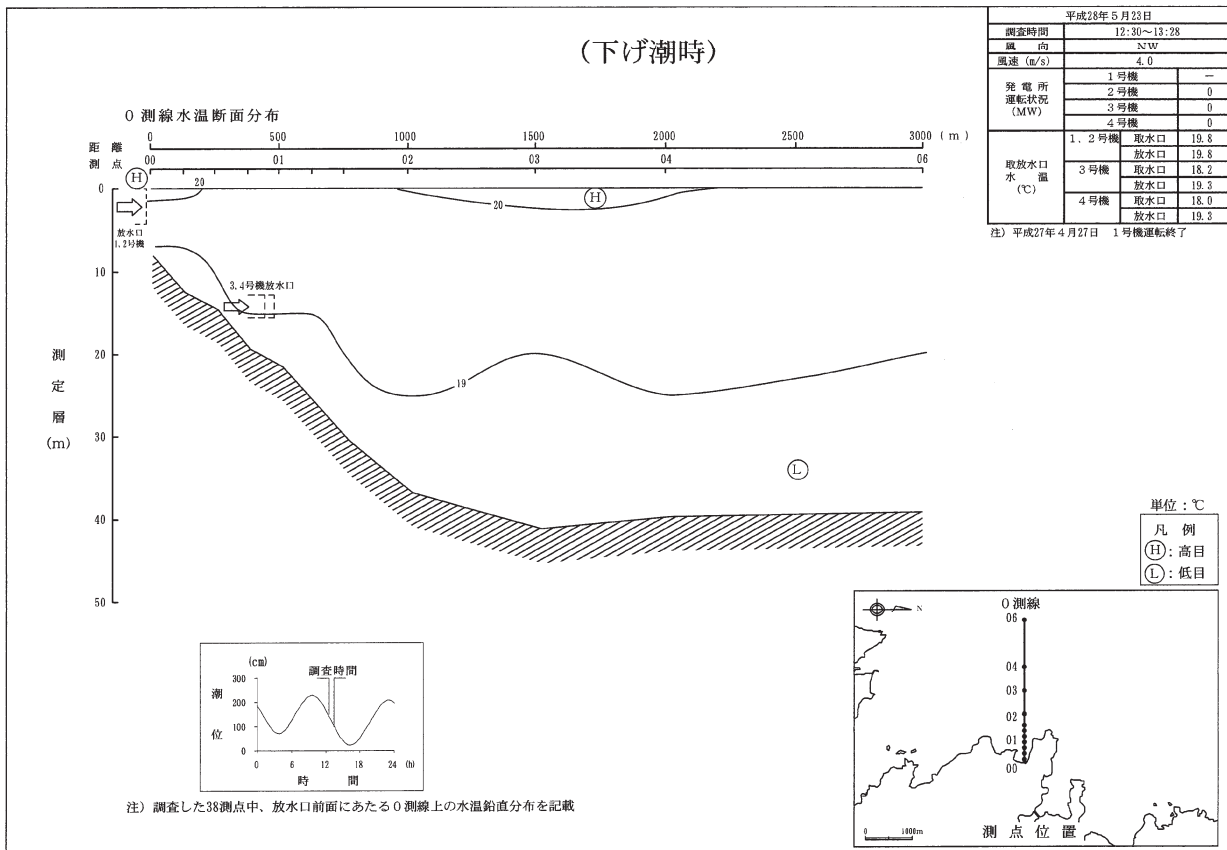 (下げ潮時)
平成28年5月23日
調査時間 12:30～13:28
風向 NW
風速 (m/s) 4.0
発電所運転状況 (MW)
1号機 ―
2号機 0
3号機 0
4号機 0
取放水口水温 (℃)
1.2号機 取水口 19.8
放水口 19.8
3号機 取水口 18.2
放水口 19.3
4号機 取水口 18.0
放水口 19.3
注) 平成27年4月27日 1号機運転終了
0測線水温断面分布
距離 0 500 1000 1500 2000 2500 3000 (m)
測点 00 01 02 03 04 06
H
20
H
20
0
放水口
1.2号機
10
3.4号機放水口
20
19
30
L
40
50
測定層
(m)
単位:℃
凡例
H:高目
L:低目
(cm)
調査時間
潮位
300
200
100
0
0 6 12 18 24 (h)
時間
N
0測線
06
04
03
02
01
00
0 1000m
測点位置
注) 調査した38測点中、放水口前面にあたる0測線上の水温鉛直分布を記載